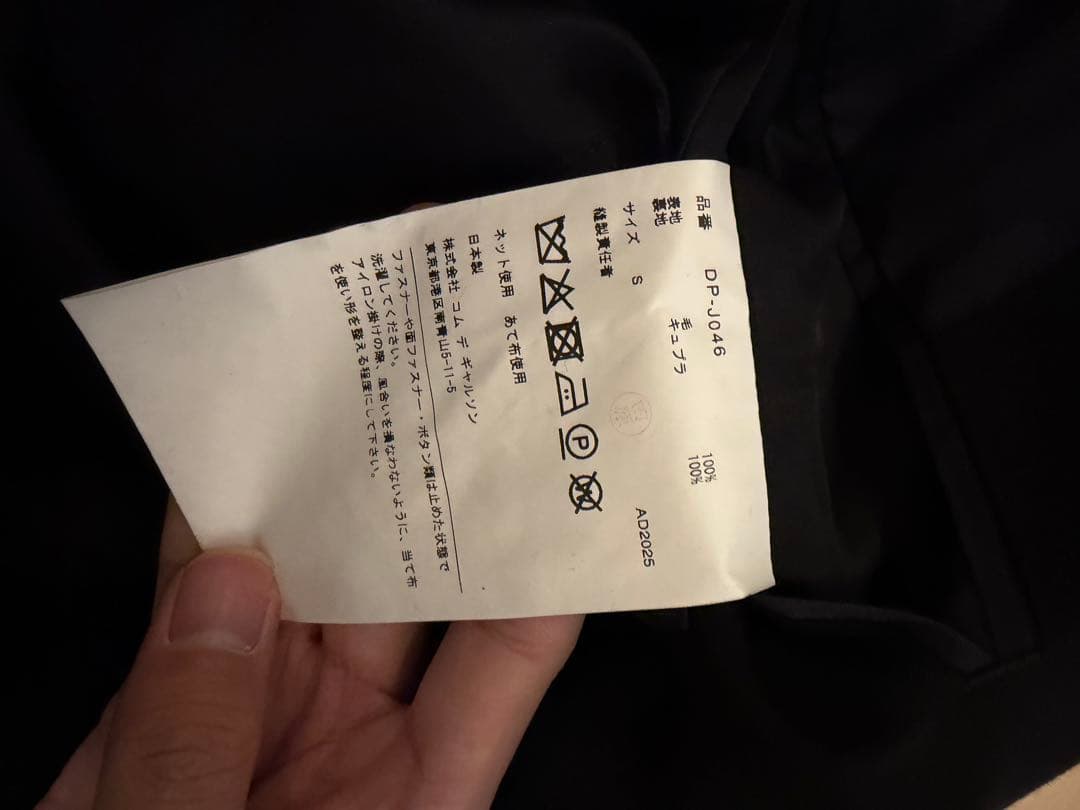 品番 DP-J046
表地 毛 100%
裏地 キュプラ 100%
サイズ S AD2025
縫製責任者
P
W
ネット使用 あて布使用
日本製
株式会社 コム デ ギャルソン
東京都港区南青山5-11-5
ファスナーや面ファスナー・ボタン類は止めた状態で
洗濯してください。
アイロン掛けの際、風合いを損なわないように、当て布
を使い形を整える程度にして下さい。